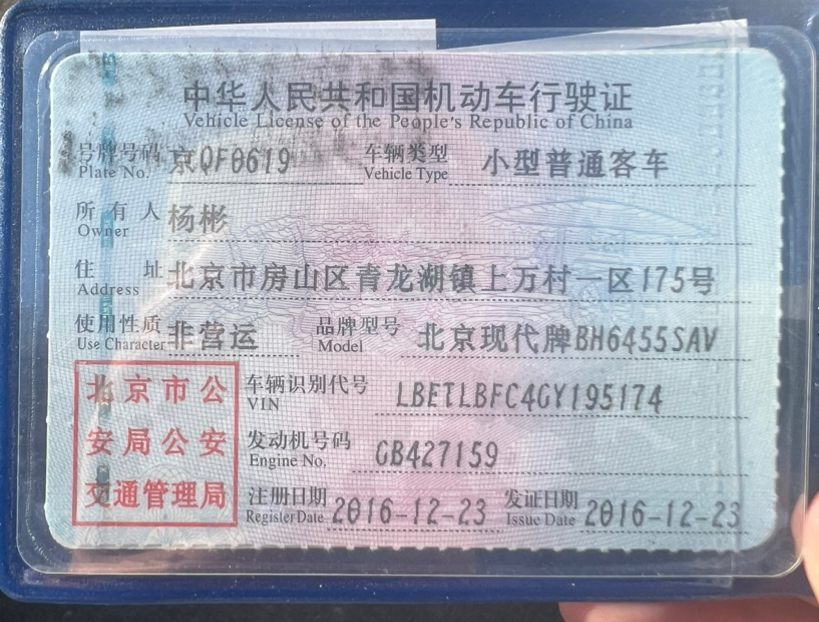 中华人民共和国机动车行驶证
Vehicle License of the People's Republic of China
号牌号码 京QF0619 车辆类型 小型普通客车
Plate No. Vehicle Type
所有人 杨彬
Owner
住址 北京市房山区青龙湖镇上万村一区175号
Address
使用性质 非营运 品牌型号 北京现代牌BH6455SAV
Use Character Model
北京市公安局公安交通管理局
车辆识别代号 LBETLBFC4GY195174
VIN
发动机号码 GB427159
Engine No.
注册日期 2016-12-23 发证日期 2016-12-23
Register Date Issue Date